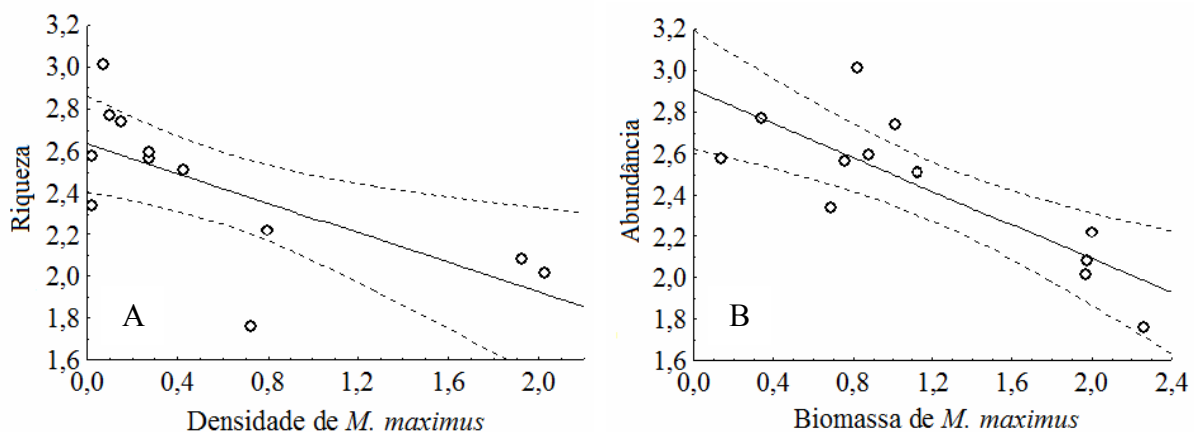 3,2
3,0
2,8
2,6
2,4
2,2
2,0
1,8
1,6
Riqueza
A
0,0 0,4 0,8 1,2 1,6 2,0
Densidade de M. maximus
3,2
3,0
2,8
2,6
2,4
2,2
2,0
1,8
1,6
Abundância
B
0,0 0,4 0,8 1,2 1,6 2,0 2,4
Biomassa de M. maximus